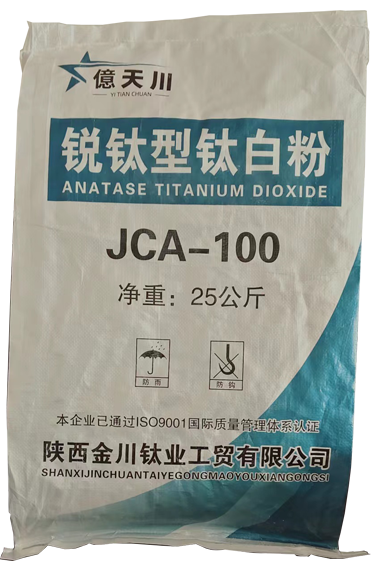 億天川
YI TIAN CHUAN
锐钛型钛白粉
ANATASE TITANIUM DIOXIDE
JCA-100
净重：25公斤
防雨
防钩
本企业已通过ISO9001国际质量管理体系认证
陕西金川钛业工贸有限公司
SHANXIJINCHUANTAIYEGONGMAOYOUXIANGONGSI